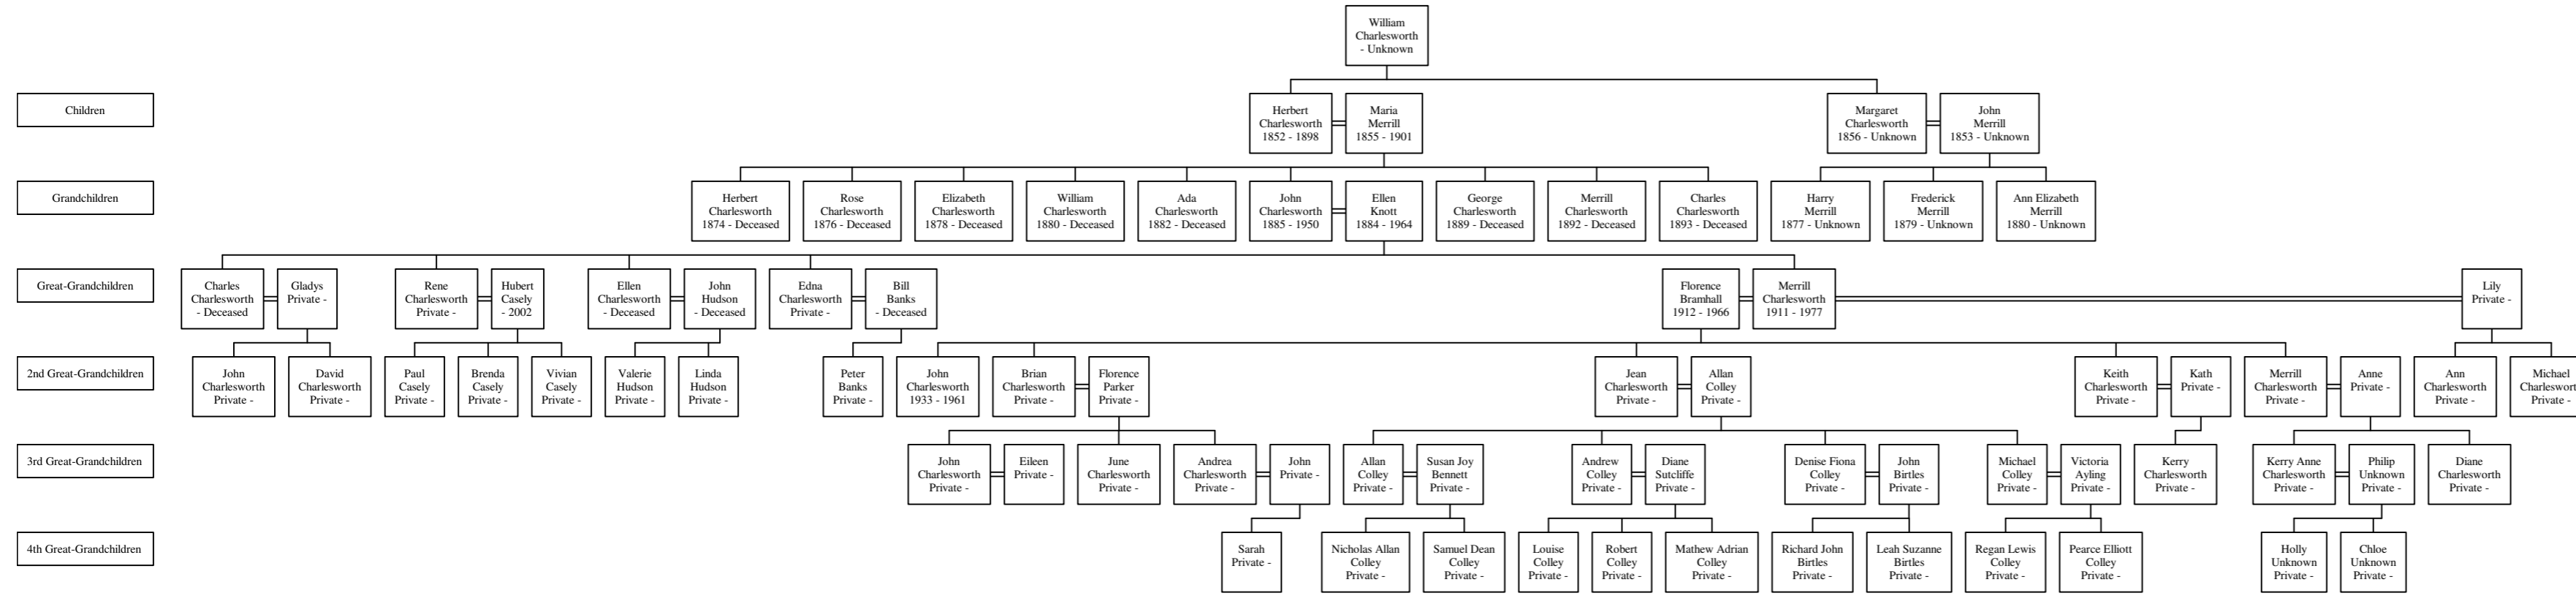 William
Charlesworth
- Unknown
Children
Herbert
Charlesworth
1852 - 1898
Maria
Merrill
1855 - 1901
Margaret
Charlesworth
1856 - Unknown
John
Merrill
1853 - Unknown
Grandchildren
Herbert
Charlesworth
1874 - Deceased
Rose
Charlesworth
1876 - Deceased
Elizabeth
Charlesworth
1878 - Deceased
William
Charlesworth
1880 - Deceased
Ada
Charlesworth
1882 - Deceased
John
Charlesworth
1885 - 1950
Ellen
Knott
1884 - 1964
George
Charlesworth
1889 - Deceased
Merrill
Charlesworth
1892 - Deceased
Charles
Charlesworth
1893 - Deceased
Harry
Merrill
1877 - Unknown
Frederick
Merrill
1879 - Unknown
Ann Elizabeth
Merrill
1880 - Unknown
Great-Grandchildren
Charles
Charlesworth
- Deceased
Gladys
Private -
Rene
Charlesworth
Private -
Hubert
Casely
- 2002
Ellen
Charlesworth
- Deceased
John
Hudson
- Deceased
Edna
Charlesworth
Private -
Bill
Banks
- Deceased
Florence
Bramhall
1912 - 1966
Merrill
Charlesworth
1911 - 1977
Lily
Private -
2nd Great-Grandchildren
John
Charlesworth
Private -
David
Charlesworth
Private -
Paul
Casely
Private -
Brenda
Casely
Private -
Vivian
Casely
Private -
Valerie
Hudson
Private -
Linda
Hudson
Private -
Peter
Banks
Private -
John
Charlesworth
1933 - 1961
Brian
Charlesworth
Private -
Florence
Parker
Private -
Jean
Charlesworth
Private -
Allan
Colley
Private -
Keith
Charlesworth
Private -
Kath
Private -
Merrill
Charlesworth
Private -
Anne
Private -
Ann
Charlesworth
Private -
Michael
Charleswort
Private -
3rd Great-Grandchildren
John
Charlesworth
Private -
Eileen
Private -
June
Charlesworth
Private -
Andrea
Charlesworth
Private -
John
Private -
Allan
Colley
Private -
Susan Joy
Bennett
Private -
Andrew
Colley
Private -
Diane
Sutcliffe
Private -
Denise Fiona
Colley
Private -
John
Birtles
Private -
Michael
Colley
Private -
Victoria
Ayling
Private -
Kerry
Charlesworth
Private -
Kerry Anne
Charlesworth
Private -
Philip
Unknown
Private -
Diane
Charlesworth
Private -
4th Great-Grandchildren
Sarah
Private -
Nicholas Allan
Colley
Private -
Samuel Dean
Colley
Private -
Louise
Colley
Private -
Robert
Colley
Private -
Mathew Adrian
Colley
Private -
Richard John
Birtles
Private -
Leah Suzanne
Birtles
Private -
Regan Lewis
Colley
Private -
Pearce Elliott
Colley
Private -
Holly
Unknown
Private -
Chloe
Unknown
Private -